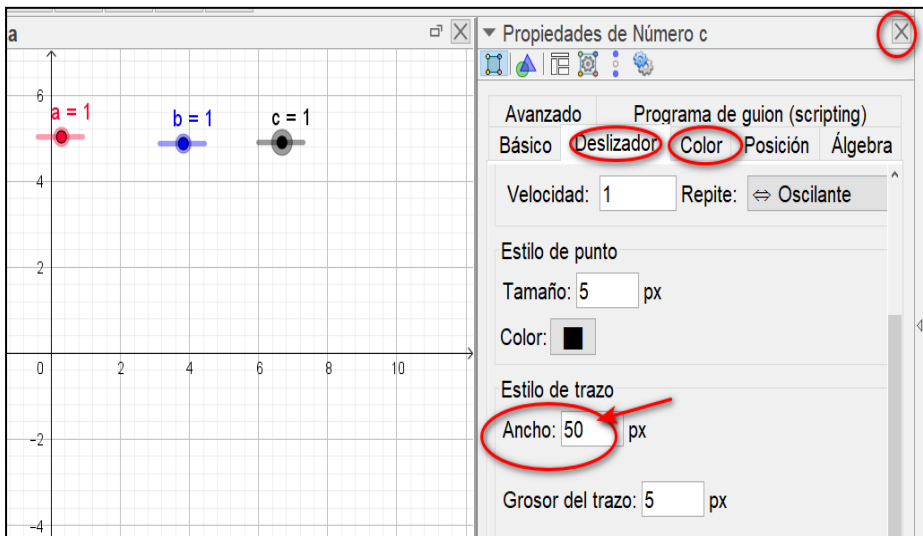 a
Propiedades de Número c
6
a = 1
b = 1
c = 1
4
2
0
2
4
6
8
10
−2
−4
Avanzado Programa de guion (scripting)
Básico Deslizador Color Posición Álgebra
Velocidad: 1 Repite: ⇔ Oscilante
Estilo de punto
Tamaño: 5 px
Color:
Estilo de trazo
Ancho: 50 px
Grosor del trazo: 5 px